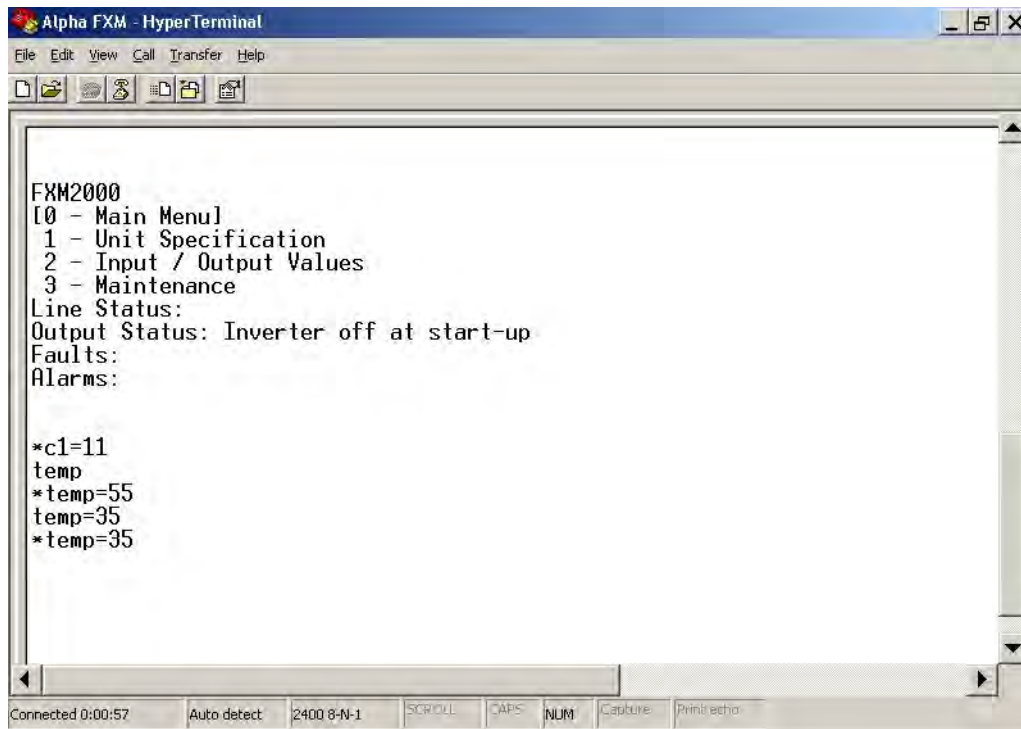 Alpha FXM - HyperTerminal
File Edit View Call Transfer Help
FXM2000
[0 - Main Menu]
1 - Unit Specification
2 - Input / Output Values
3 - Maintenance
Line Status:
Output Status: Inverter off at start-up
Faults:
Alarms:
*c1=11
temp
*temp=55
temp=35
*temp=35
Connected 0:00:57 Auto detect 2400 8-N-1 SCROLL CAPS NUM Capture Print echo